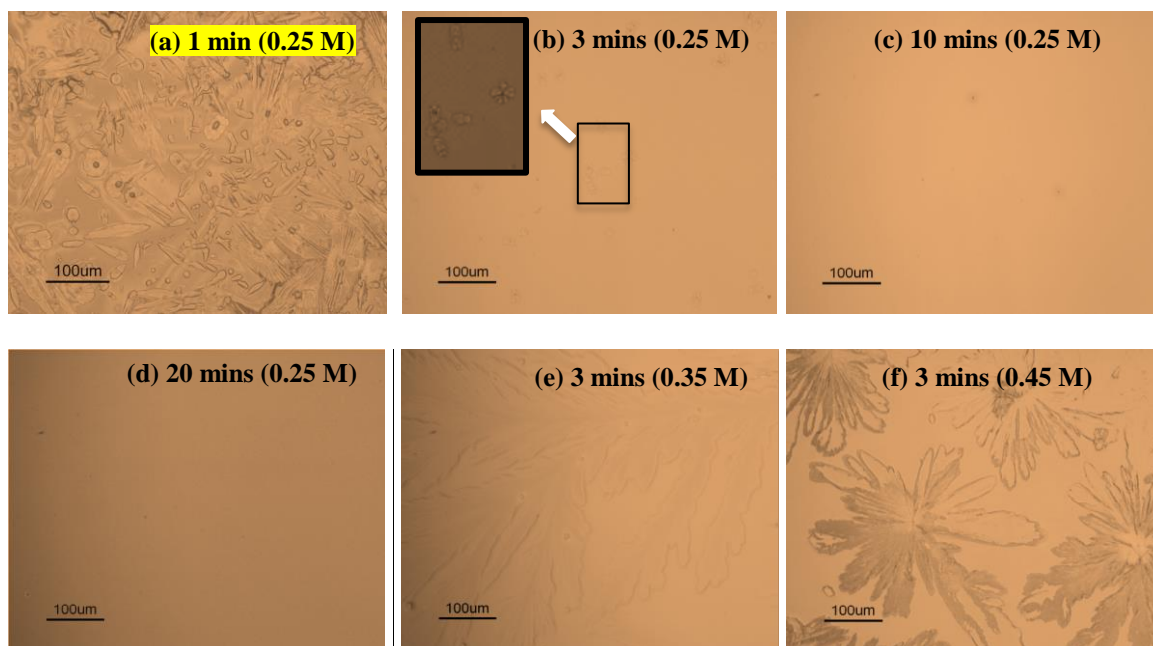 (a) 1 min (0.25 M)
(b) 3 mins (0.25 M)
(c) 10 mins (0.25 M)
100um
100um
100um
(d) 20 mins (0.25 M)
(e) 3 mins (0.35 M)
(f) 3 mins (0.45 M)
100um
100um
100um